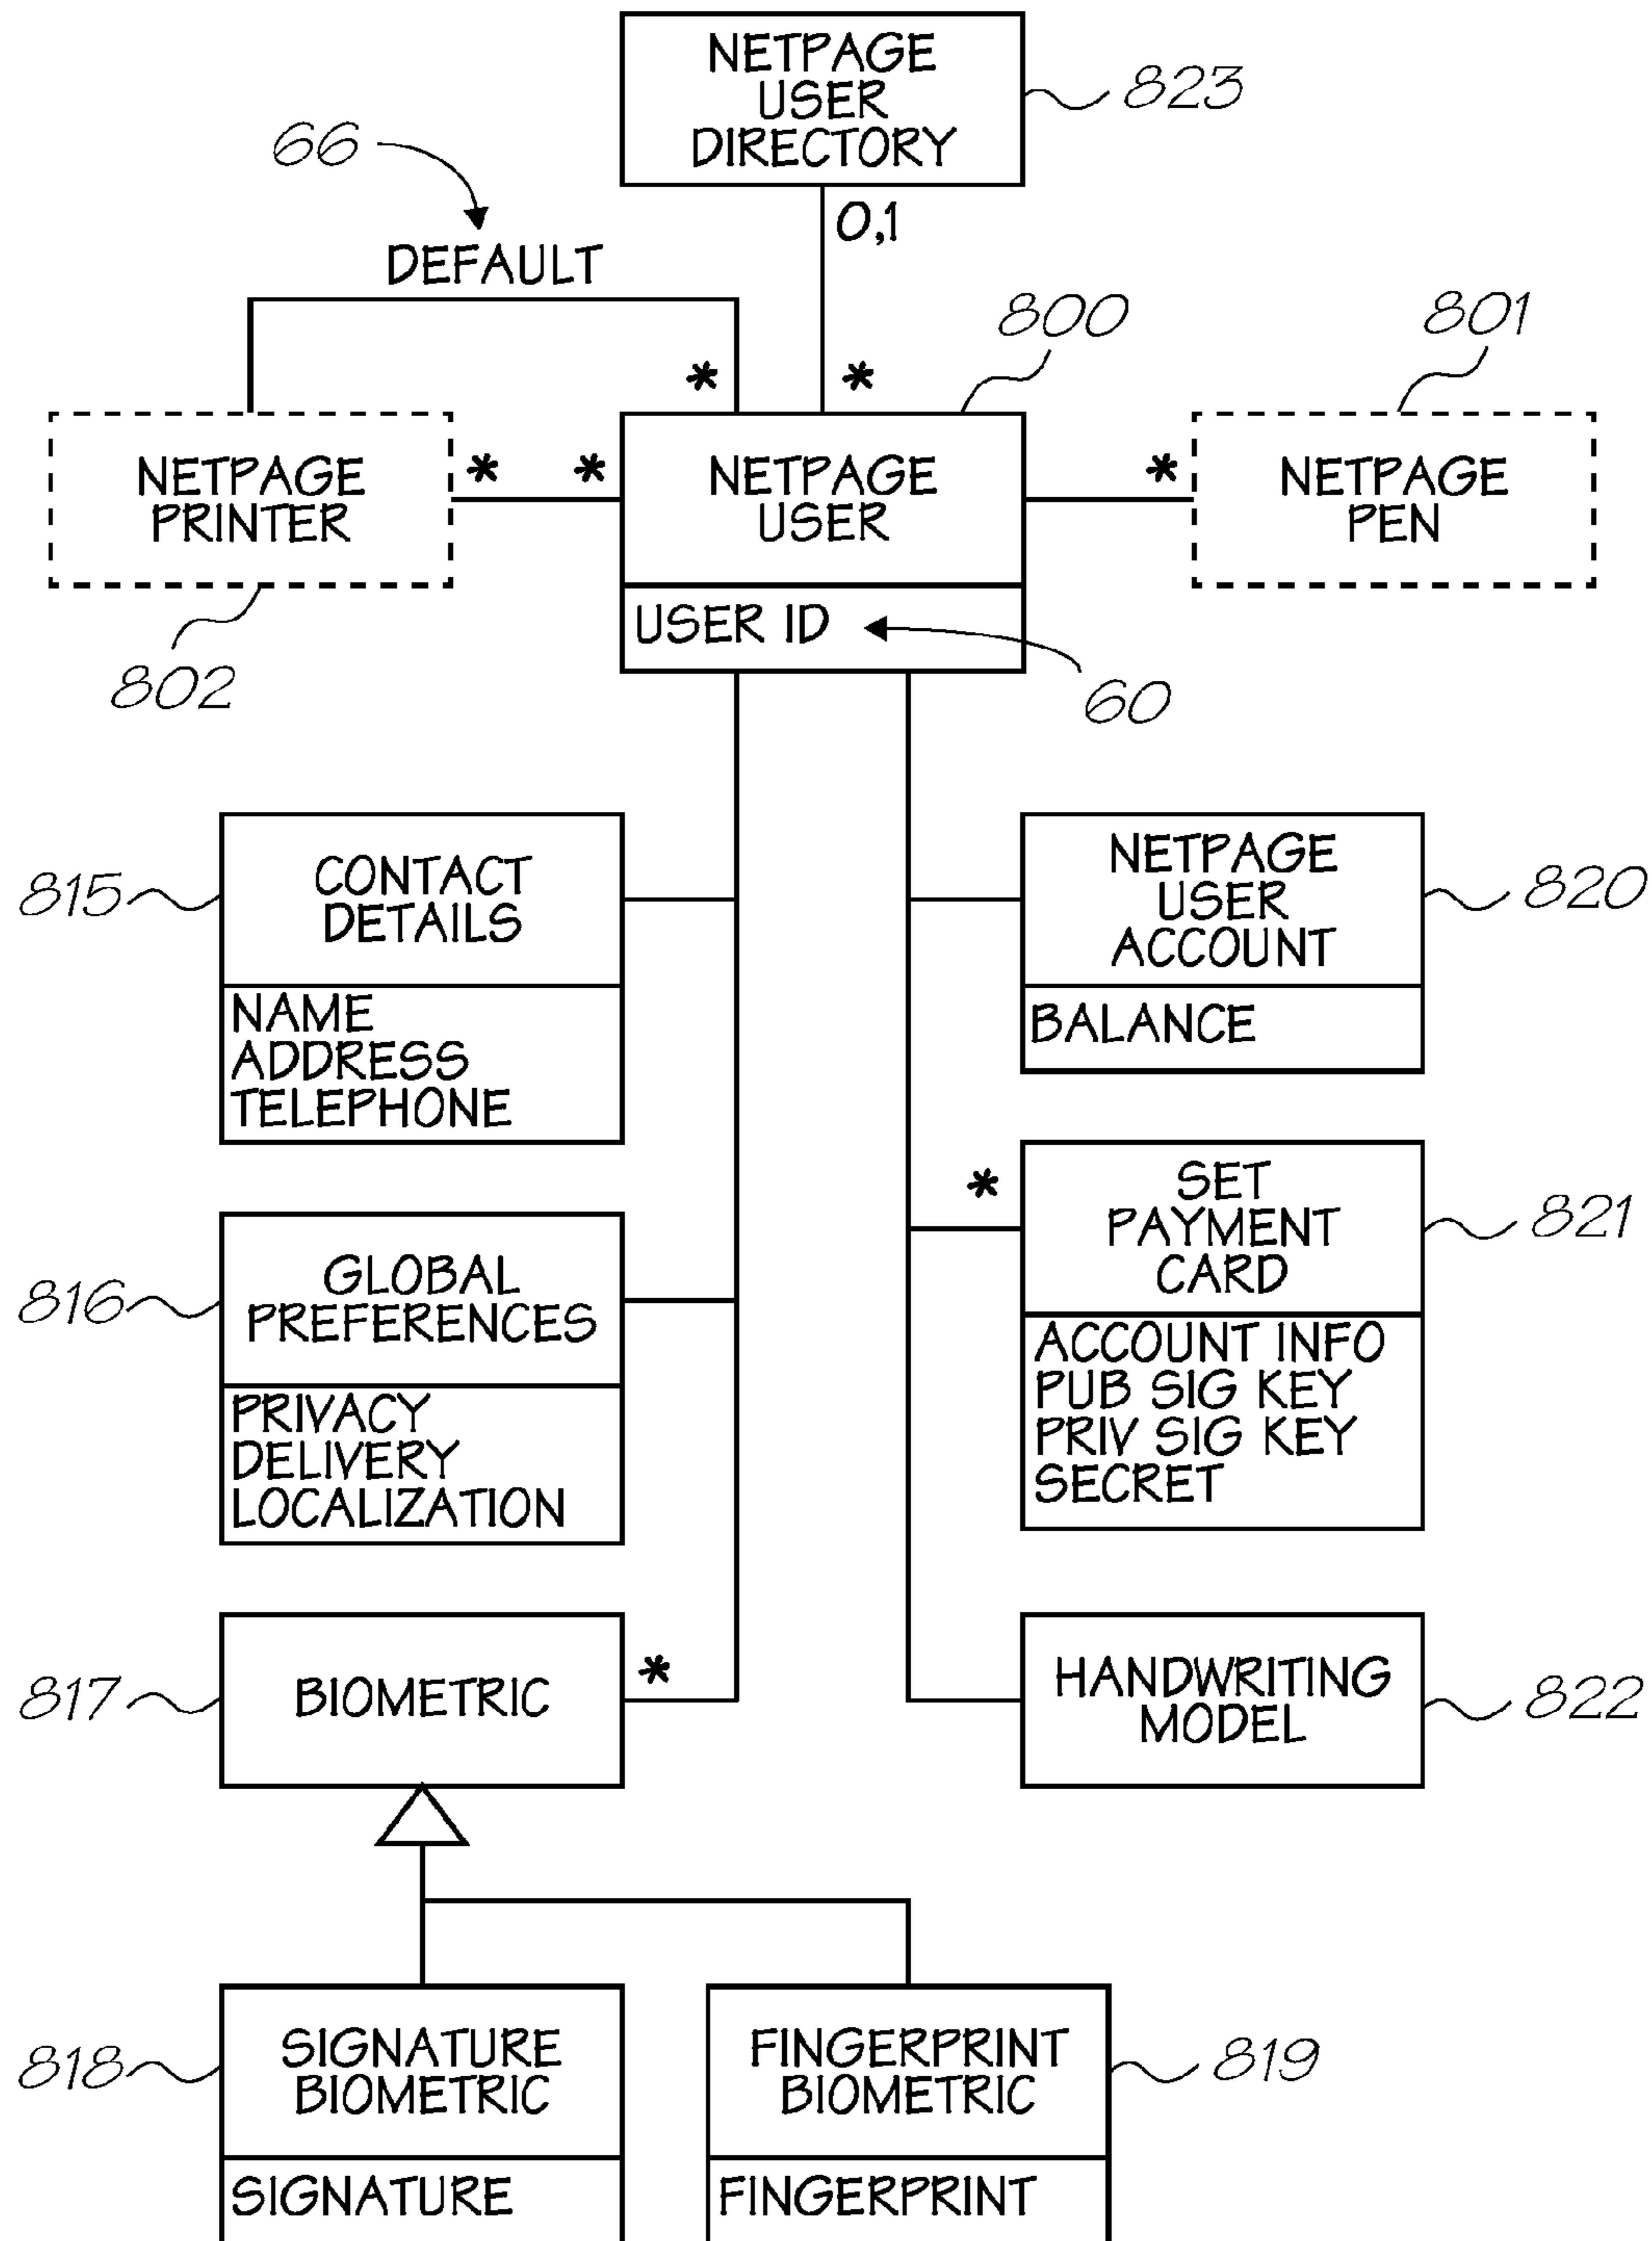 NETPAGE
USER
DIRECTORY
823
66
DEFAULT
0,1
800
801
*
*
NETPAGE
PRINTER
*
*
NETPAGE
USER
*
NETPAGE
PEN
USER ID
802
60
815
CONTACT
DETAILS
NAME
ADDRESS
TELEPHONE
NETPAGE
USER
ACCOUNT
820
BALANCE
816
GLOBAL
PREFERENCES
PRIVACY
DELIVERY
LOCALIZATION
*
SET
PAYMENT
CARD
821
ACCOUNT INFO
PUB SIG KEY
PRIV SIG KEY
SECRET
817
BIOMETRIC
*
HANDWRITING
MODEL
822
818
SIGNATURE
BIOMETRIC
SIGNATURE
FINGERPRINT
BIOMETRIC
819
FINGERPRINT